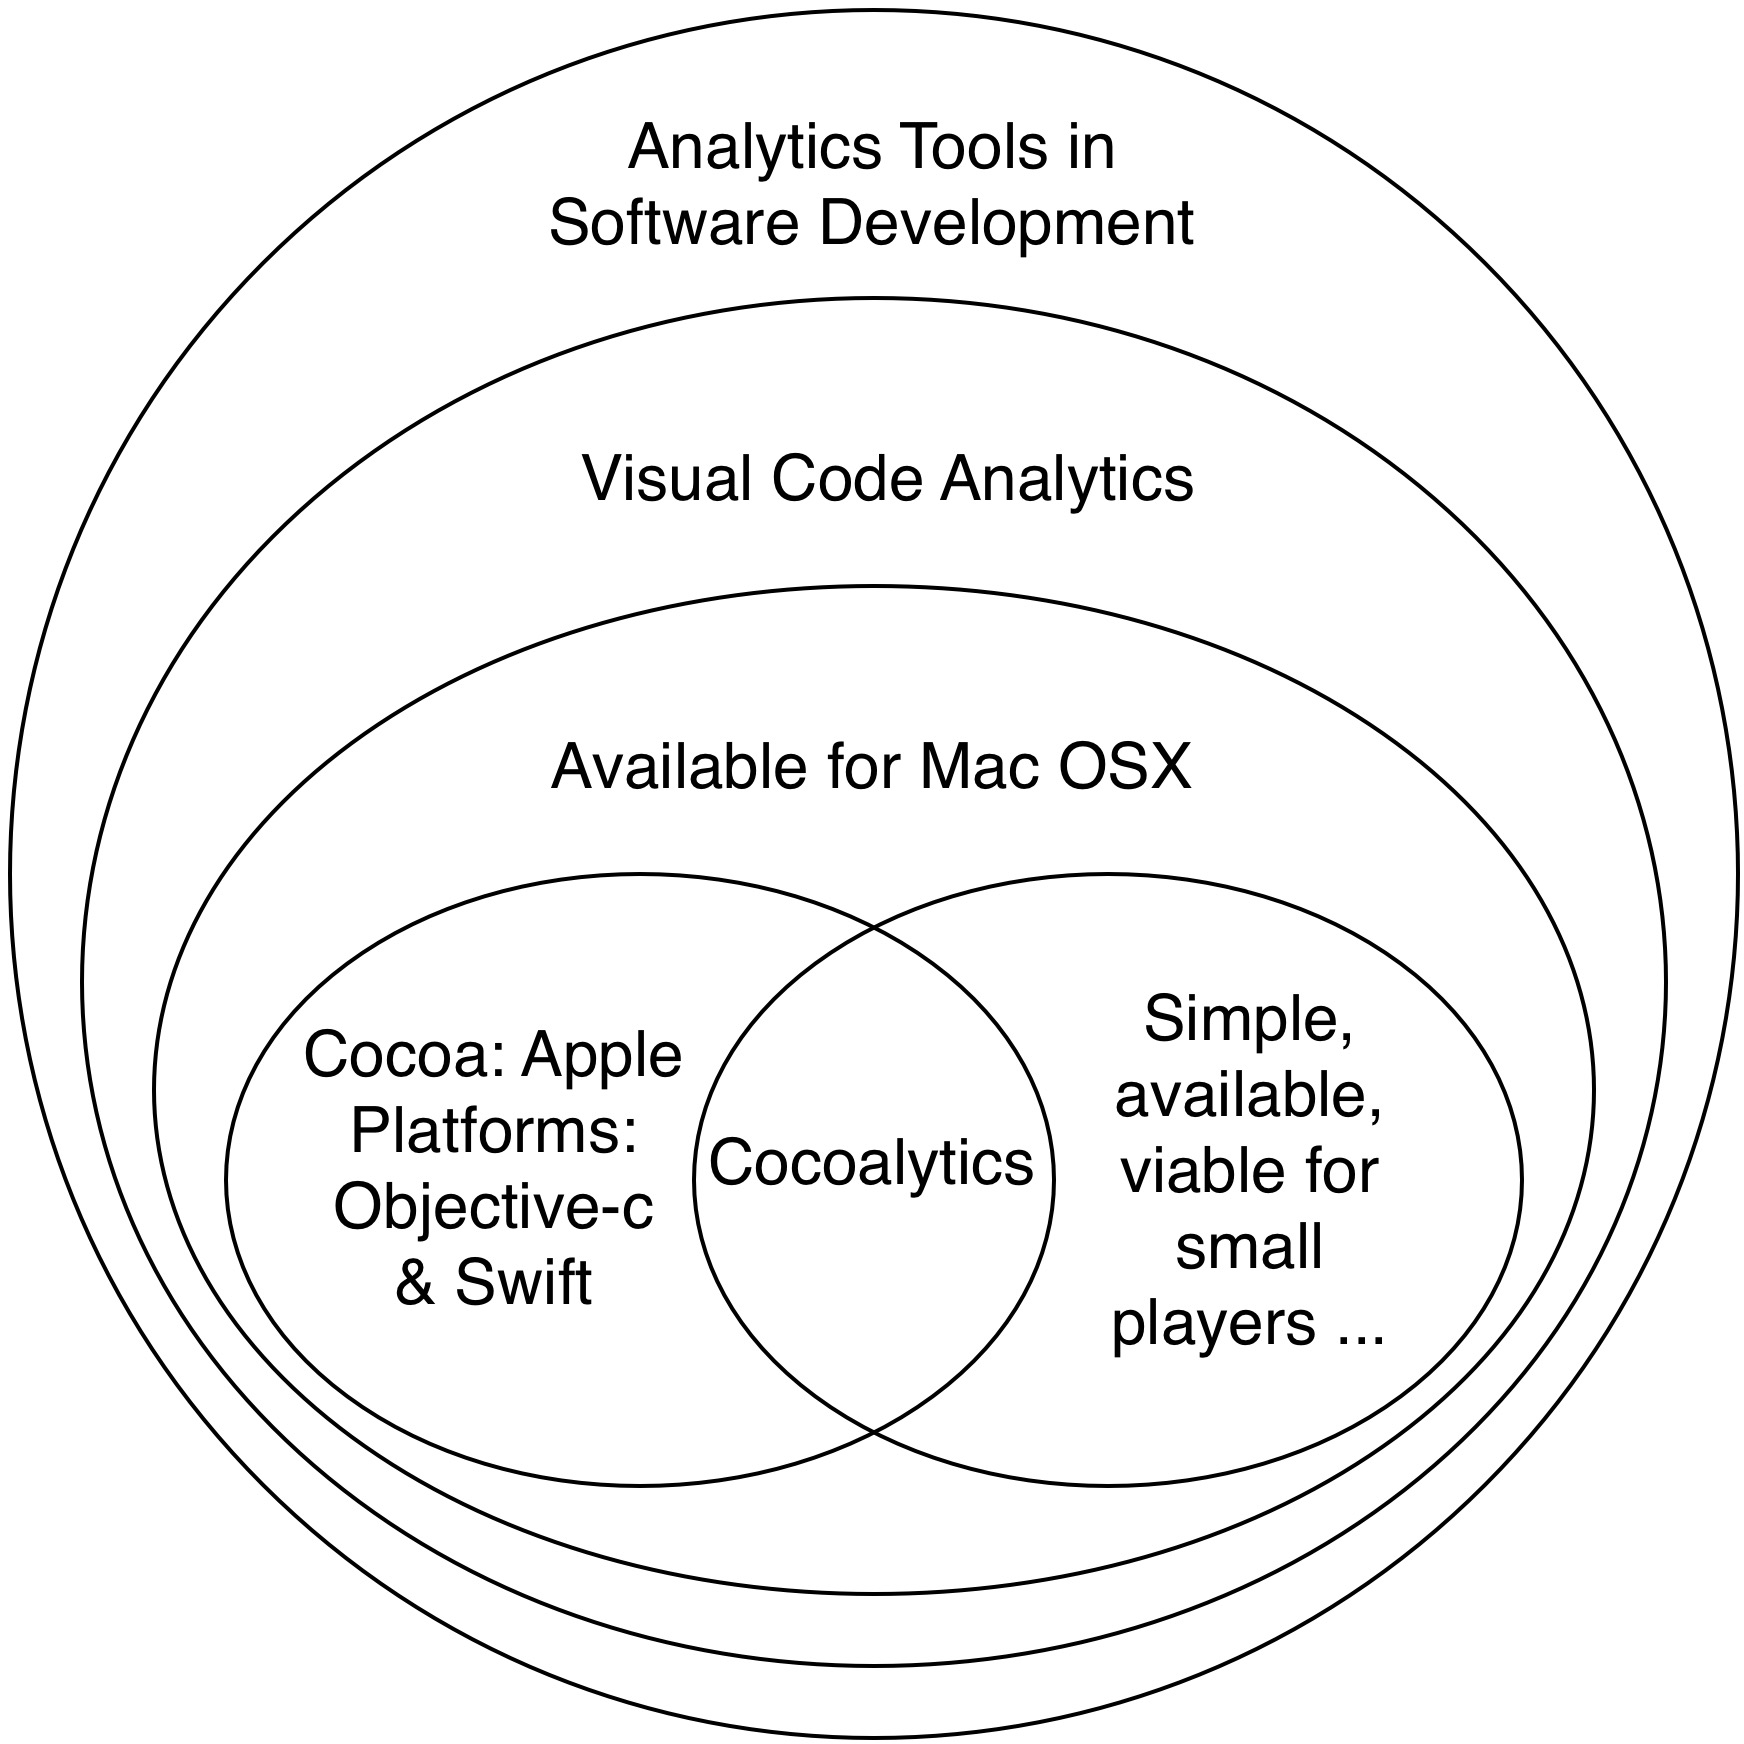 Analytics Tools in
Software Development
Visual Code Analytics
Available for Mac OSX
Cocoa: Apple
Platforms:
Objective-c
& Swift
Cocoalytics
Simple,
available,
viable for
small
players ...